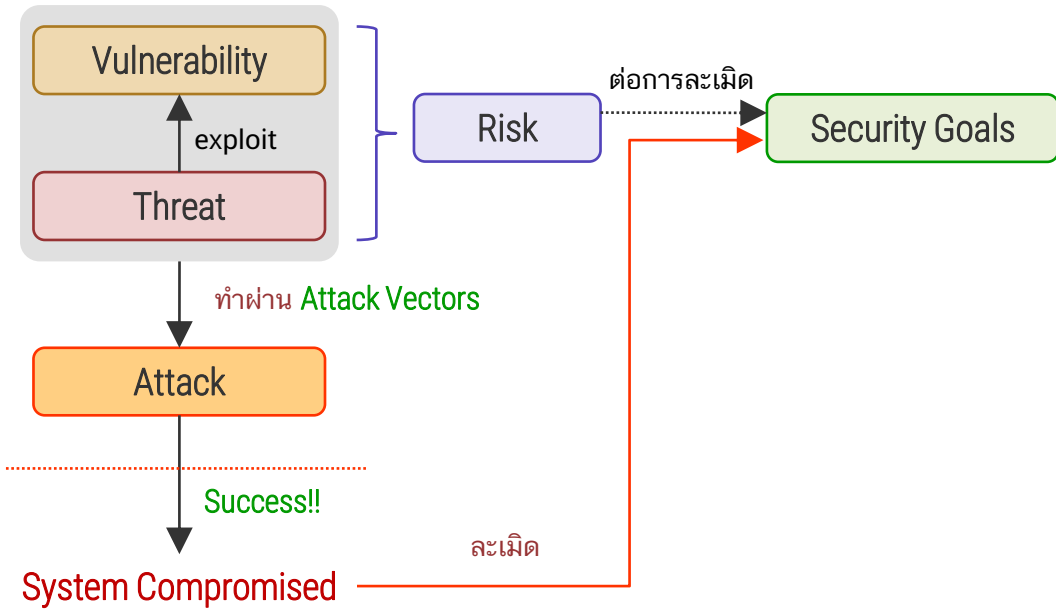 Vulnerability
ต่อการละเมิด
Risk
Security Goals
exploit
Threat
ทำผ่าน Attack Vectors
Attack
Success!!
ละเมิด
System Compromised